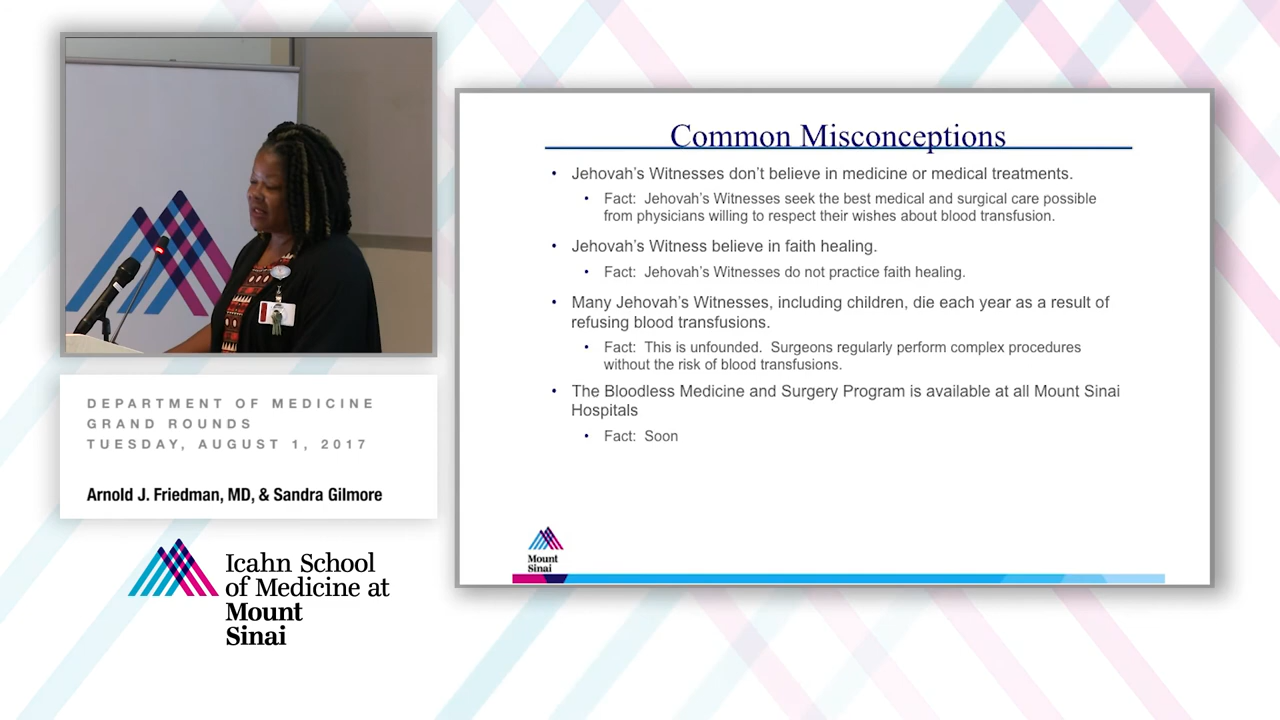 Common Misconceptions
• Jehovah's Witnesses don't believe in medicine or medical treatments.
• Fact: Jehovah's Witnesses seek the best medical and surgical care possible
from physicians willing to respect their wishes about blood transfusion.
• Jehovah's Witness believe in faith healing.
• Fact: Jehovah's Witnesses do not practice faith healing.
• Many Jehovah's Witnesses, including children, die each year as a result of
refusing blood transfusions.
• Fact: This is unfounded. Surgeons regularly perform complex procedures
without the risk of blood transfusions.
• The Bloodless Medicine and Surgery Program is available at all Mount Sinai
Hospitals
• Fact: Soon
Mount
Sinai
DEPARTMENT OF MEDICINE
GRAND ROUNDS
TUESDAY, AUGUST 1, 2017
Arnold J. Friedman, MD, & Sandra Gilmore
Icahn School
of Medicine at
Mount
Sinai